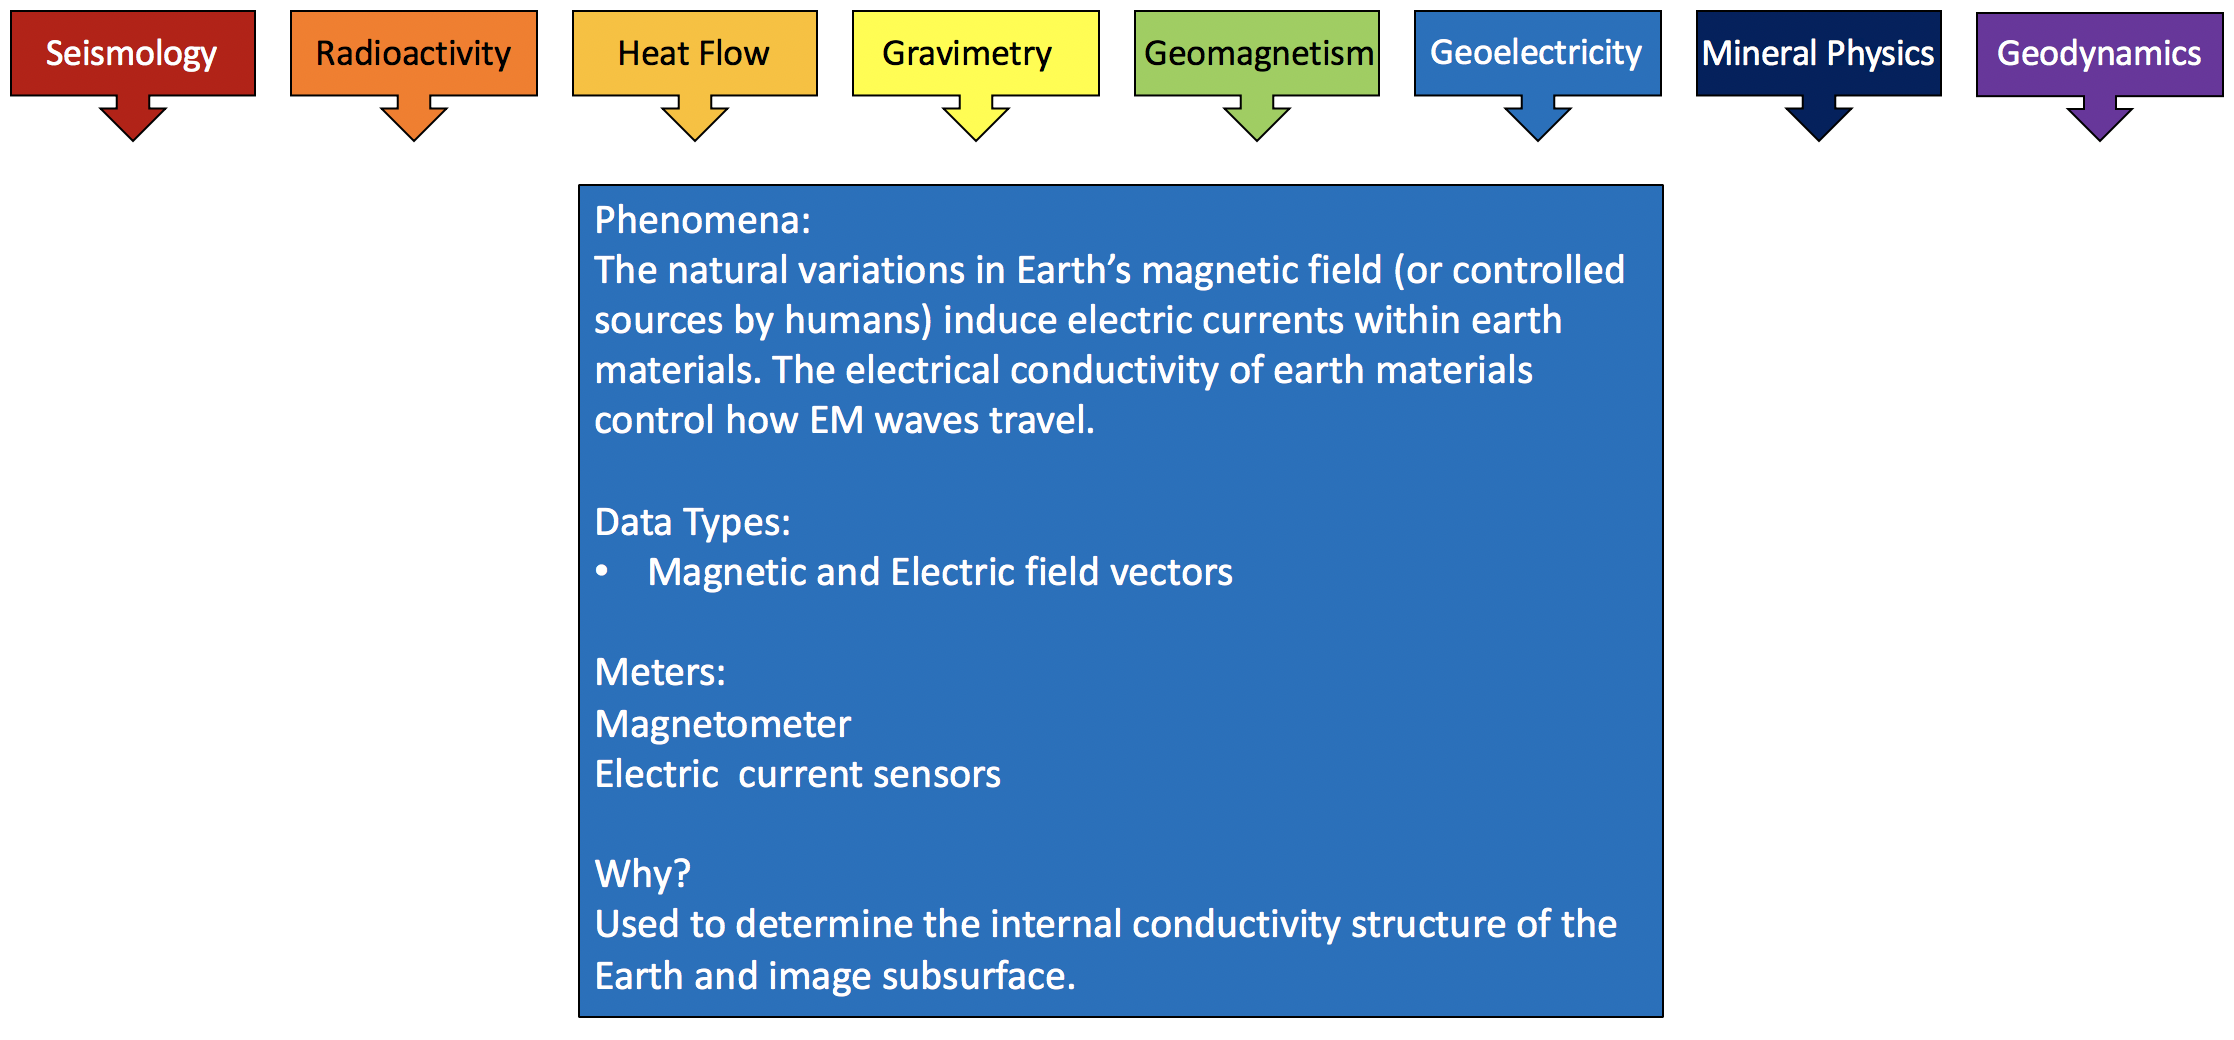 Seismology
Radioactivity
Heat Flow
Gravimetry
Geomagnetism
Geoelectricity
Mineral Physics
Geodynamics
Phenomena:
The natural variations in Earth’s magnetic field (or controlled
sources by humans) induce electric currents within earth
materials. The electrical conductivity of earth materials
control how EM waves travel.
Data Types:
• Magnetic and Electric field vectors
Meters:
Magnetometer
Electric  current sensors
Why?
Used to determine the internal conductivity structure of the
Earth and image subsurface.